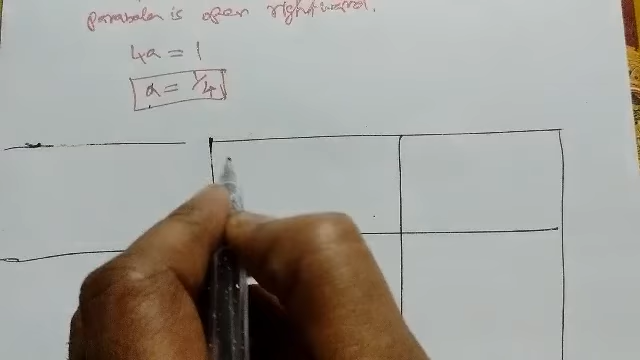 parabola is open rightward.
4a = 1
a = 1/4